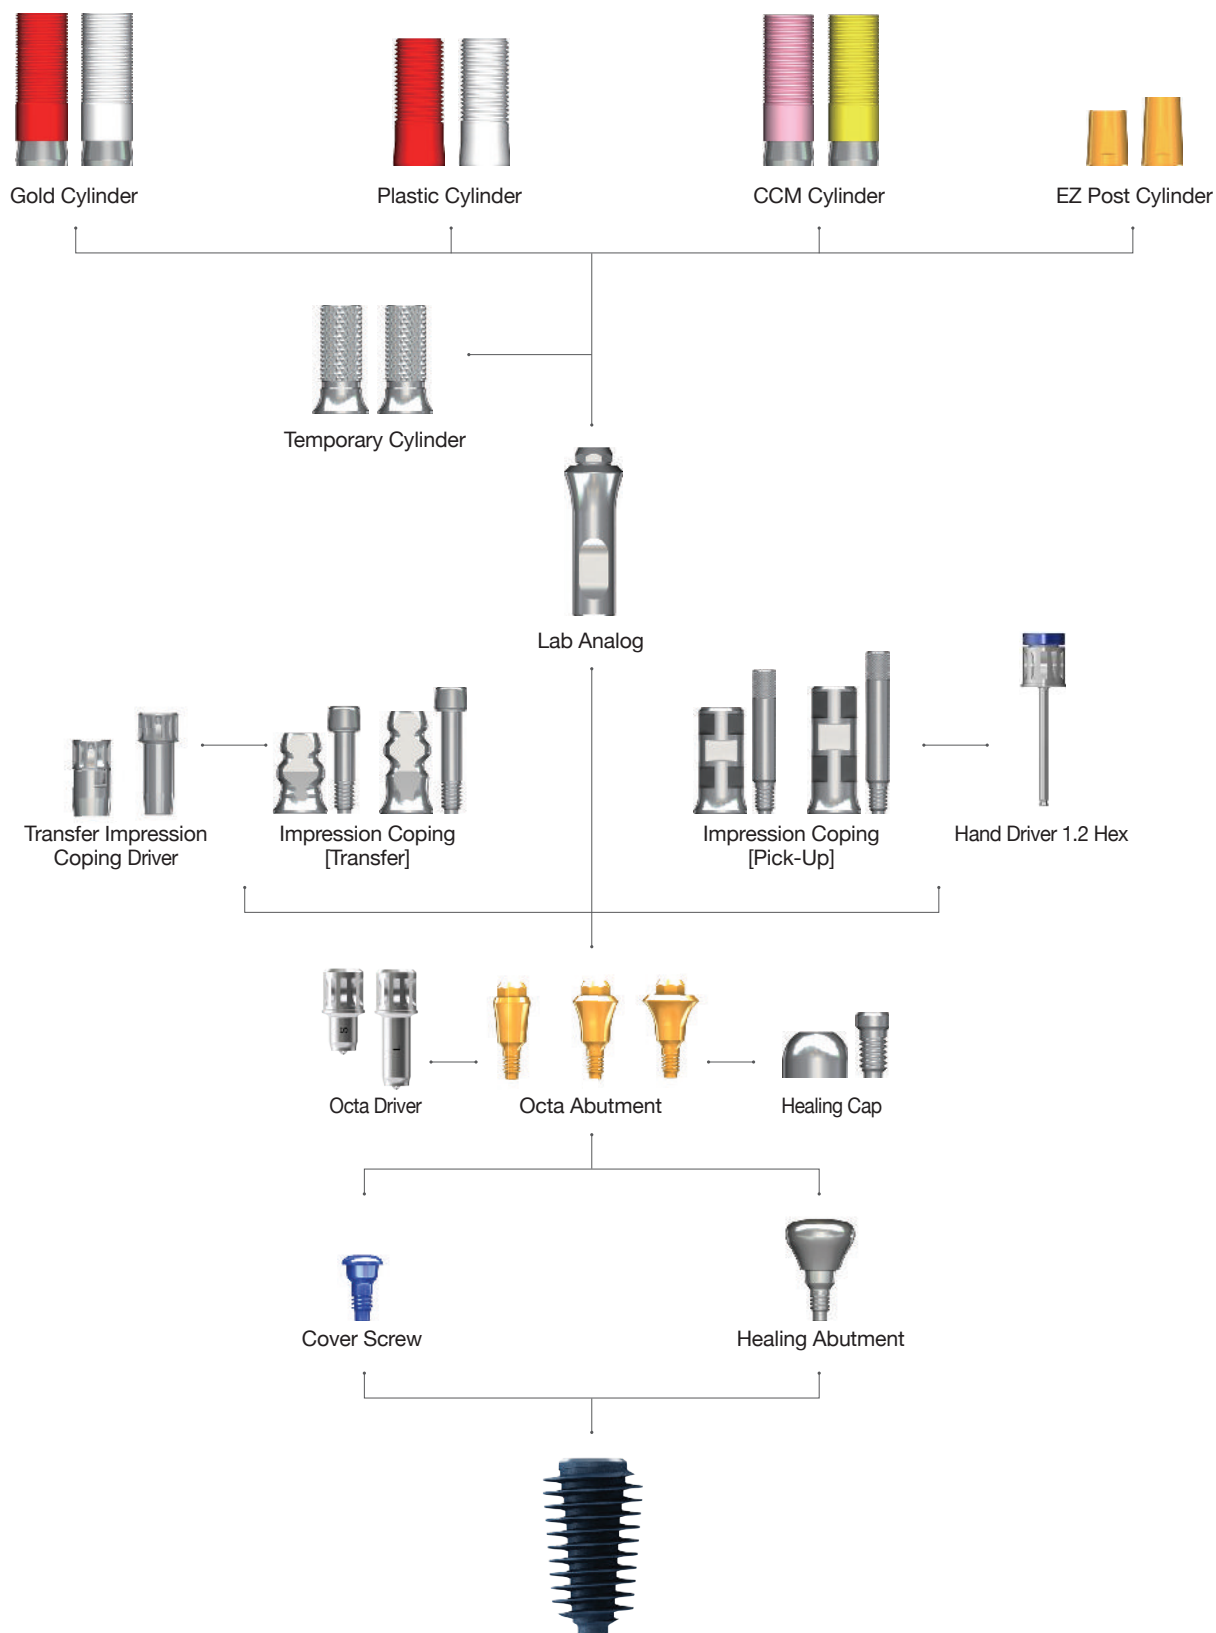 Gold Cylinder
Plastic Cylinder
CCM Cylinder
EZ Post Cylinder
Temporary Cylinder
Lab Analog
Transfer Impression
Coping Driver
Impression Coping
[Transfer]
Impression Coping
[Pick-Up]
Hand Driver 1.2 Hex
S
L
Octa Driver
Octa Abutment
Healing Cap
Cover Screw
Healing Abutment